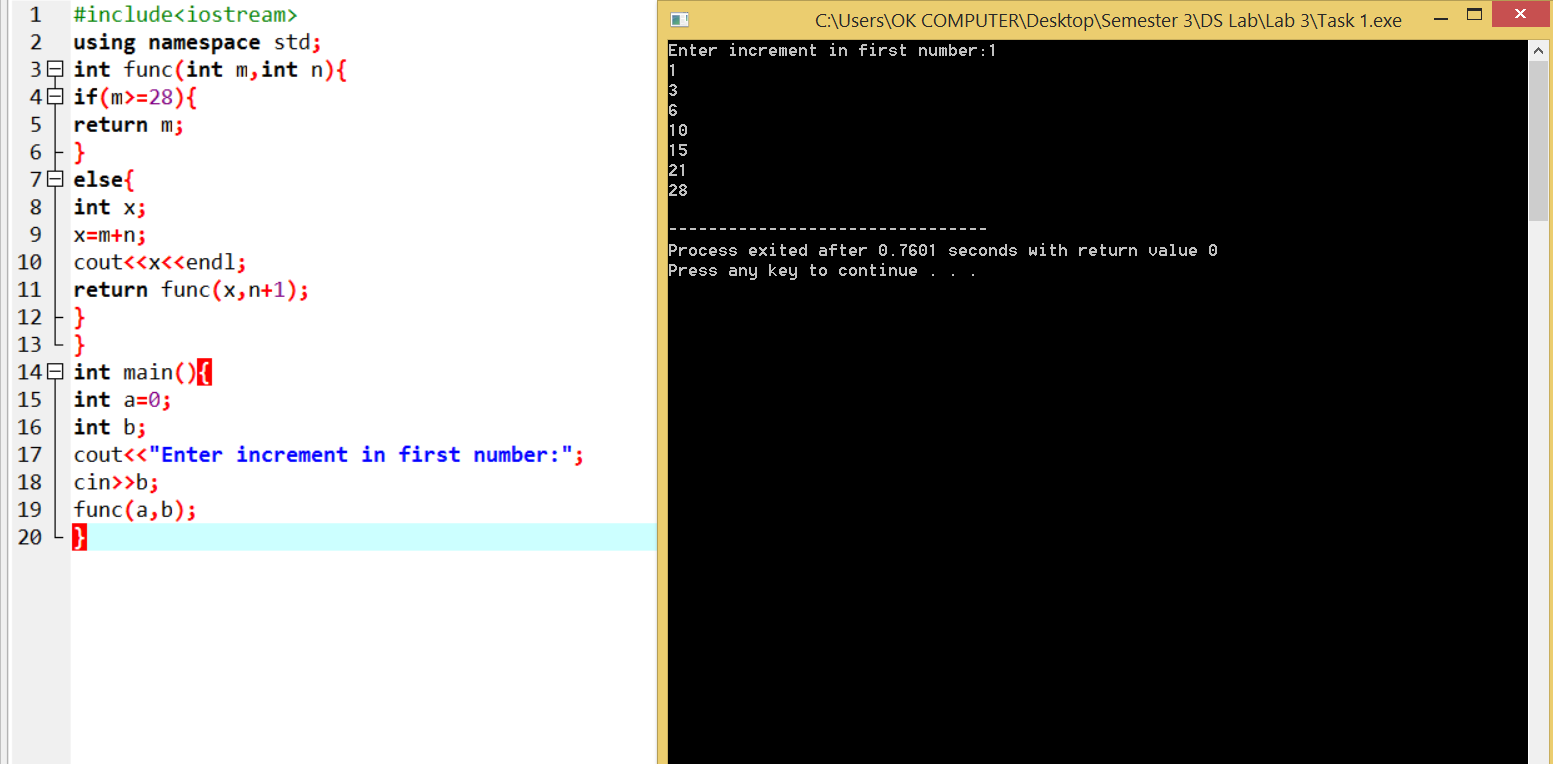 1 #include<iostream>
2 using namespace std;
3 int func(int m,int n){
4 if(m>=28){
5 return m;
6 }
7 else{
8 int x;
9 x=m+n;
10 cout<<x<<endl;
11 return func(x,n+1);
12 }
13 }
14 int main(){
15 int a=0;
16 int b;
17 cout<<"Enter increment in first number:";
18 cin>>b;
19 func(a,b);
20 }
C:\Users\OK COMPUTER\Desktop\Semester 3\DS Lab\Lab 3\Task 1.exe
Enter increment in first number:1
1
3
6
10
15
21
28
--------------------------------
Process exited after 0.7601 seconds with return value 0
Press any key to continue . . .